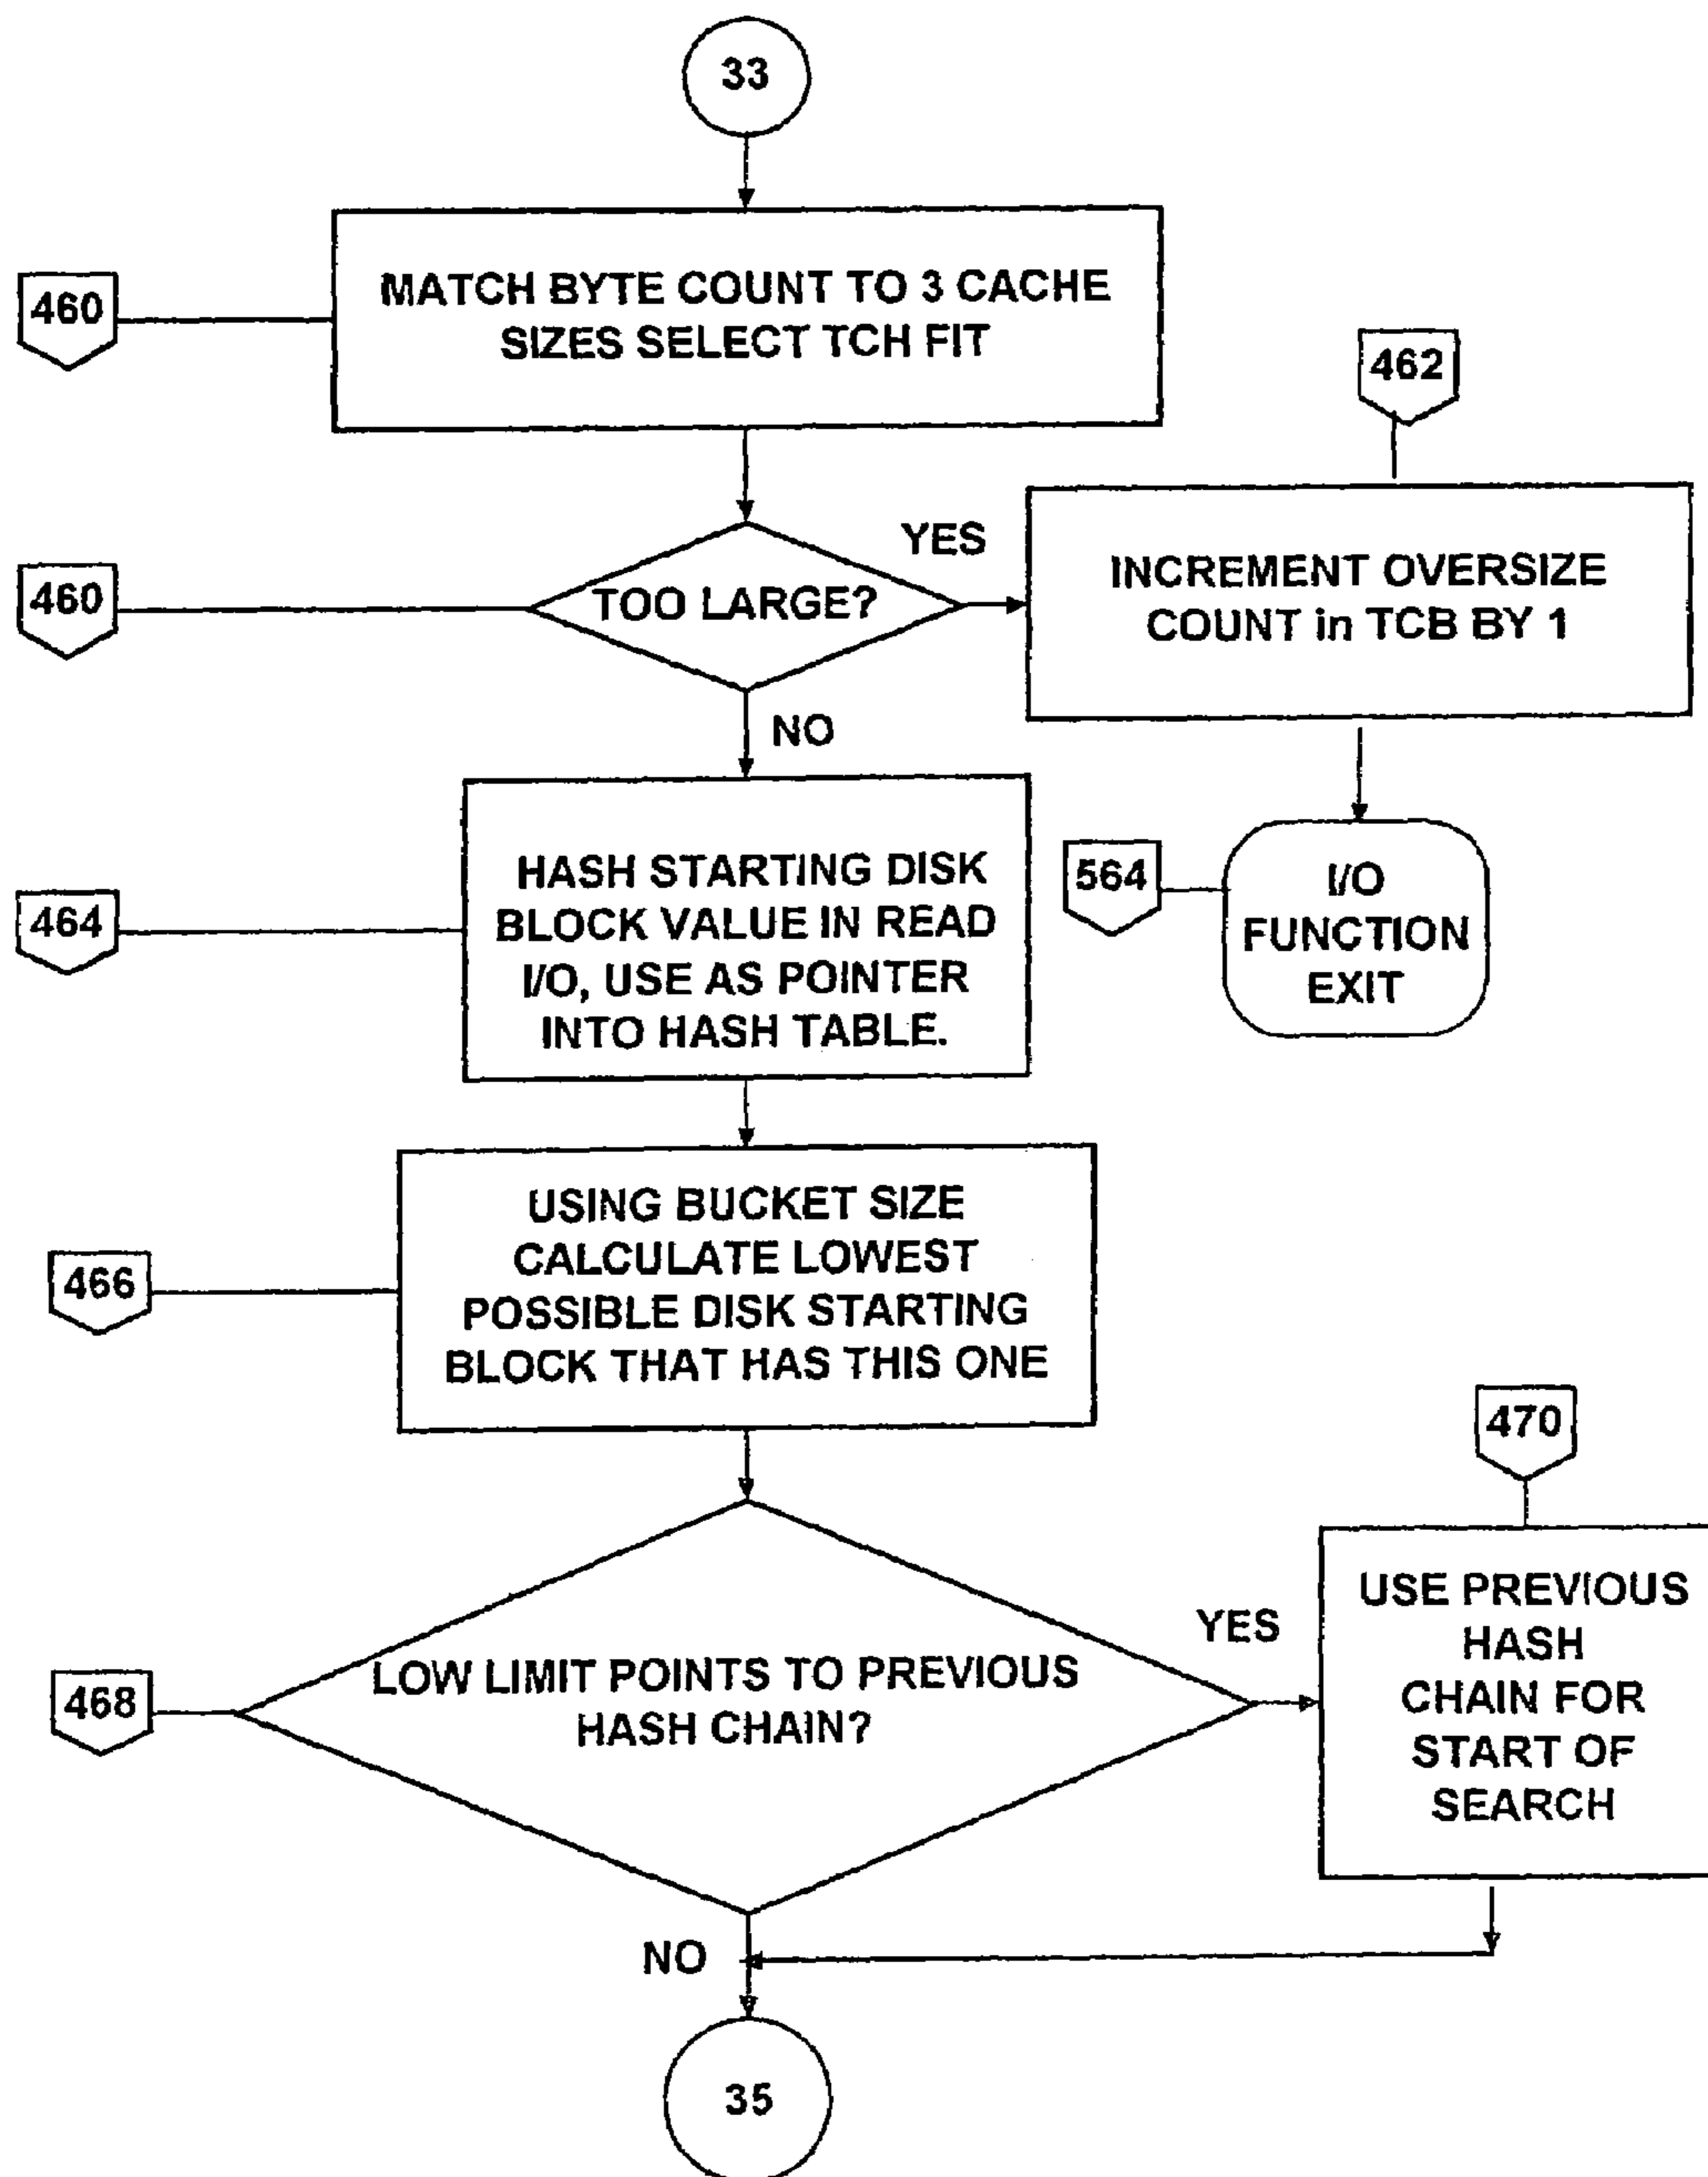 33
460
MATCH BYTE COUNT TO 3 CACHE
SIZES SELECT TCH FIT
462
460
TOO LARGE?
YES
INCREMENT OVERSIZE
COUNT in TCB BY 1
NO
464
HASH STARTING DISK
BLOCK VALUE IN READ
I/O, USE AS POINTER
INTO HASH TABLE.
564
I/O
FUNCTION
EXIT
466
USING BUCKET SIZE
CALCULATE LOWEST
POSSIBLE DISK STARTING
BLOCK THAT HAS THIS ONE
470
468
LOW LIMIT POINTS TO PREVIOUS
HASH CHAIN?
YES
USE PREVIOUS
HASH
CHAIN FOR
START OF
SEARCH
NO
35